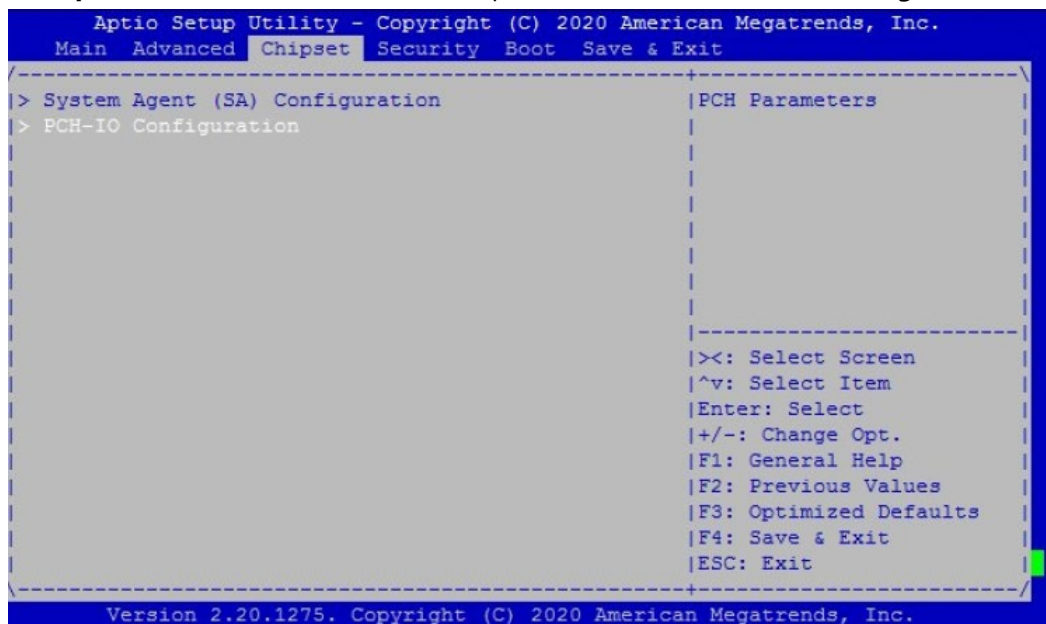 Aptio Setup Utility - Copyright (C) 2020 American Megatrends, Inc.
Main Advanced Chipset Security Boot Save & Exit
/----------------------------------------------------+-------------------------\
|> System Agent (SA) Configuration |PCH Parameters |
|> PCH-IO Configuration | |
|-------------------------|
|><: Select Screen |
|^v: Select Item |
|Enter: Select |
|+/-: Change Opt. |
|F1: General Help |
|F2: Previous Values |
|F3: Optimized Defaults |
|F4: Save & Exit |
|ESC: Exit |
\----------------------------------------------------+-------------------------/
Version 2.20.1275. Copyright (C) 2020 American Megatrends, Inc.